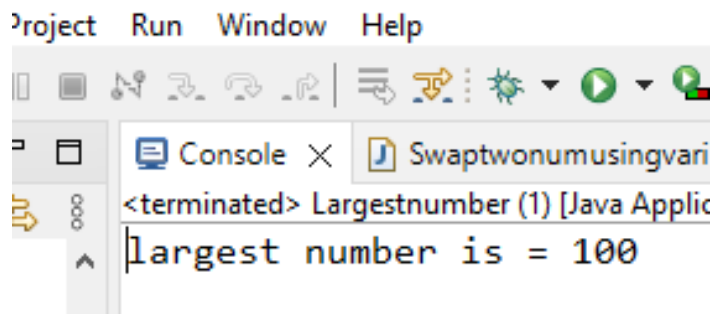 Project Run Window Help
Console Swaptwonumusingvari
<terminated> Largestnumber (1) [Java Applic
largest number is = 100